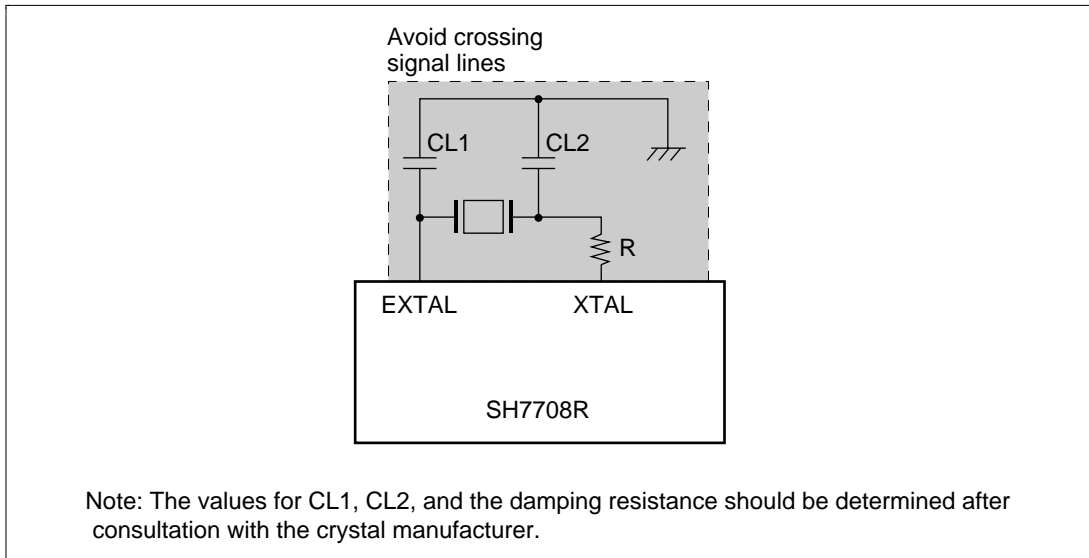 Avoid crossing
signal lines
CL1
CL2
R
EXTAL
XTAL
SH7708R
Note: The values for CL1, CL2, and the damping resistance should be determined after
consultation with the crystal manufacturer.